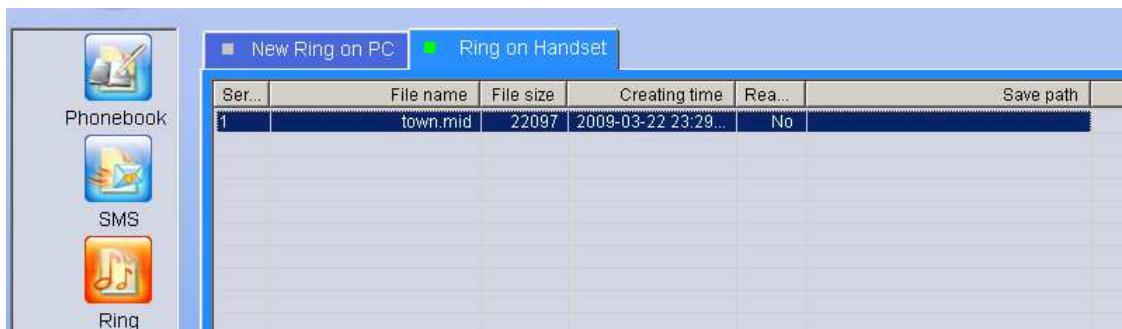 New Ring on PC Ring on Handset
Ser... File name File size Creating time Rea... Save path
1 town.mid 22097 2009-03-22 23:29... No
Phonebook
SMS
Ring